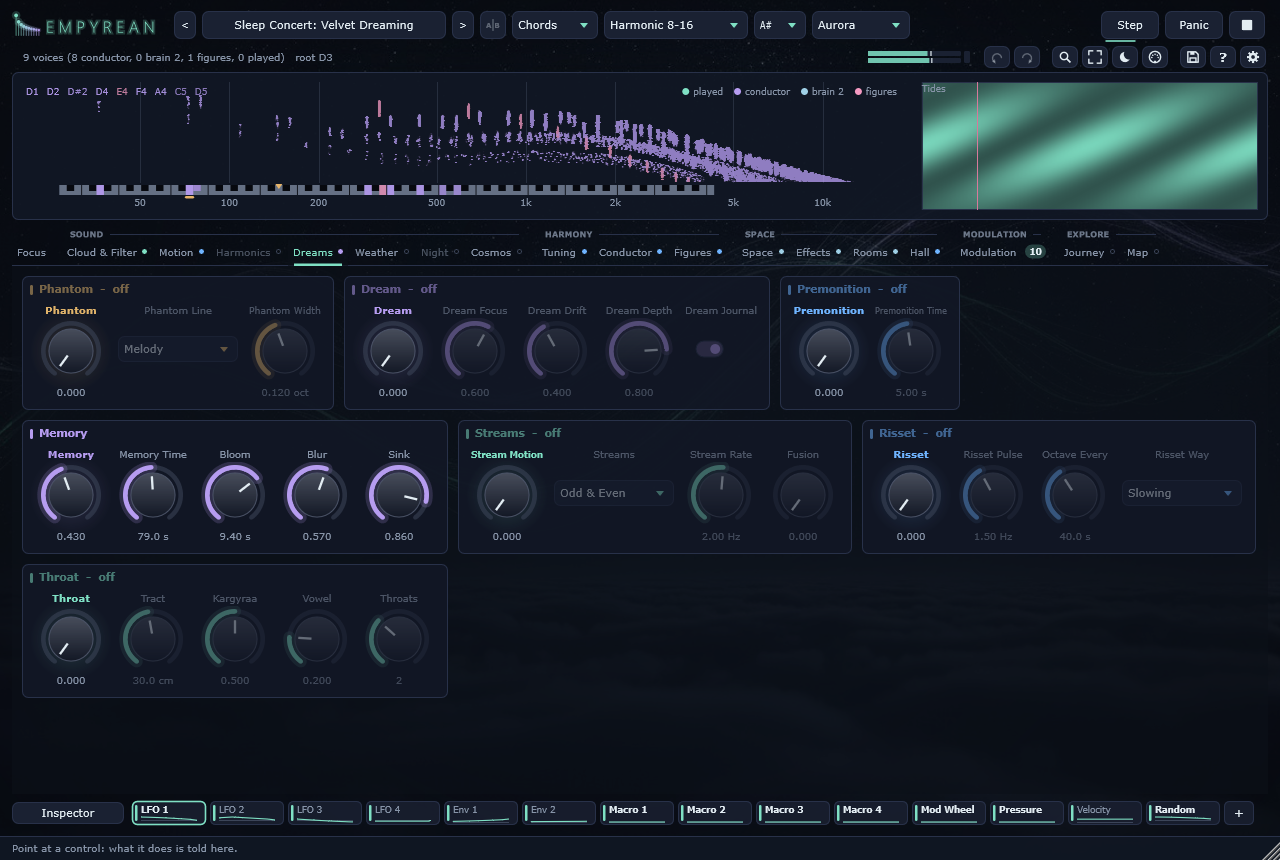 EMPYREAN
< Sleep Concert: Velvet Dreaming > A|B Chords Harmonic 8-16 A# Aurora Step Panic
9 voices (8 conductor, 0 brain 2, 1 figures, 0 played) root D3
?
D1 D2 D#2 D4 E4 F4 A4 C5 D5
played conductor brain 2 figures
Tides
50 100 200 500 1k 2k 5k 10k
SOUND HARMONY SPACE MODULATION EXPLORE
Focus Cloud & Filter Motion Harmonics Dreams Weather Night Cosmos Tuning Conductor Figures Space Effects Rooms Hall Modulation 10 Journey Map
Phantom - off
Phantom Phantom Line Phantom Width
Melody
0.000 0.120 oct
Dream - off
Dream Dream Focus Dream Drift Dream Depth Dream Journal
0.000 0.600 0.400 0.800
Premonition - off
Premonition Premonition Time
0.000 5.00 s
Memory
Memory Memory Time Bloom Blur Sink
0.430 79.0 s 9.40 s 0.570 0.860
Streams - off
Stream Motion Streams Stream Rate Fusion
Odd & Even
0.000 2.00 Hz 0.000
Risset - off
Risset Risset Pulse Octave Every Risset Way
Slowing
0.000 1.50 Hz 40.0 s
Throat - off
Throat Tract Kargyraa Vowel Throats
0.000 30.0 cm 0.500 0.200 2
Inspector LFO 1 LFO 2 LFO 3 LFO 4 Env 1 Env 2 Macro 1 Macro 2 Macro 3 Macro 4 Mod Wheel Pressure Velocity Random +
Point at a control: what it does is told here.